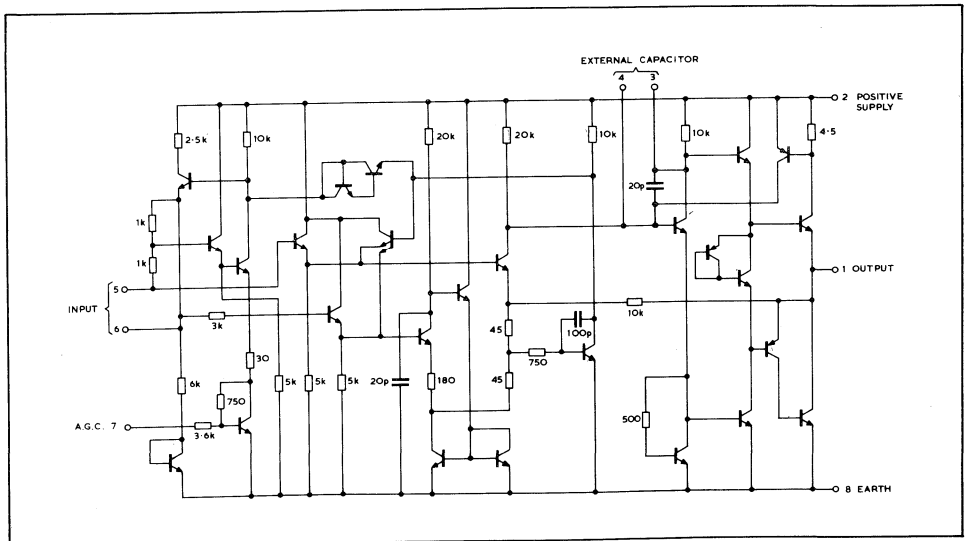 EXTERNAL CAPACITOR
4 3
2 POSITIVE
SUPPLY
2.5k
10k
20k
20k
10k
10k
4·5
20p
1k
1k
INPUT
5
6
3k
1 OUTPUT
10k
45
100p
750
45
30
6k
5k
5k
5k
20p
180
750
500
A.G.C. 7
3·6k
8 EARTH